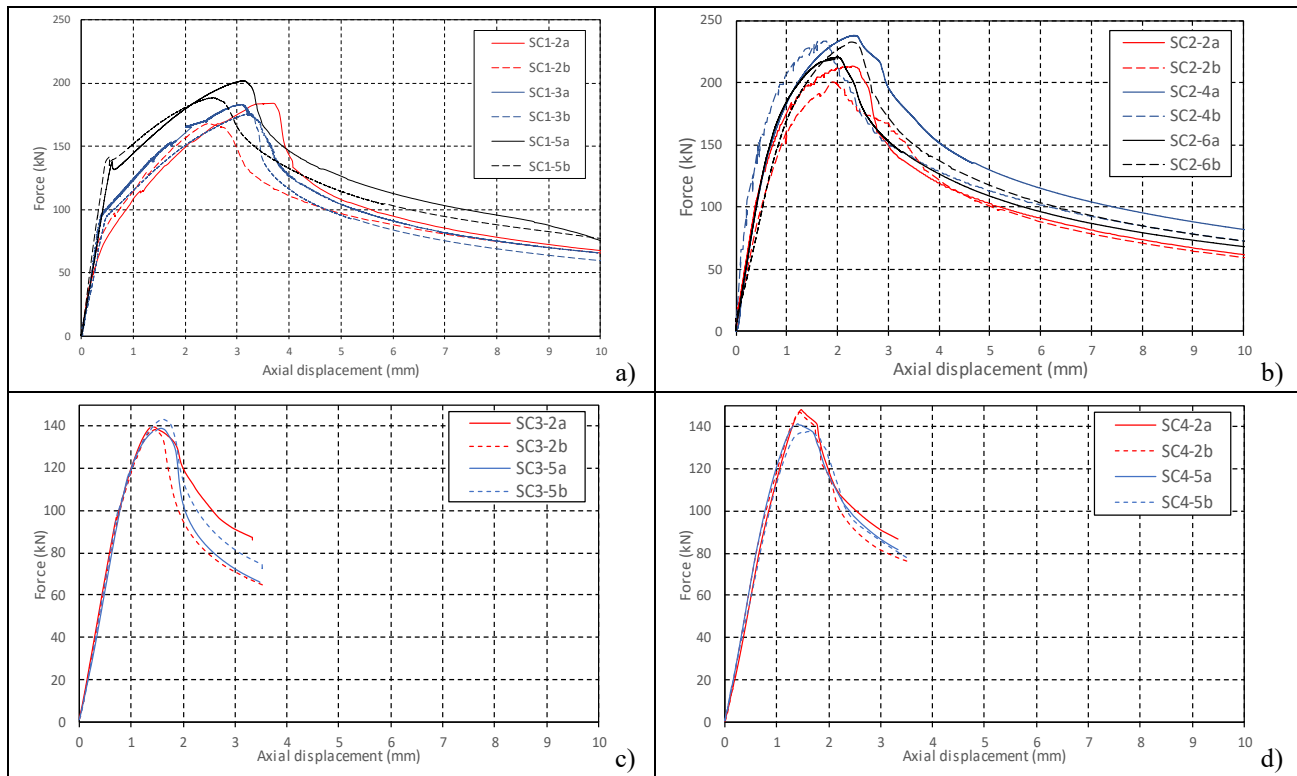 250
200
150
100
50
0
Force (kN)
0 1 2 3 4 5 6 7 8 9 10
Axial displacement (mm)
SC1-2a
SC1-2b
SC1-3a
SC1-3b
SC1-5a
SC1-5b
a)
250
200
150
100
50
0
Force (kN)
0 1 2 3 4 5 6 7 8 9 10
Axial displacement (mm)
SC2-2a
SC2-2b
SC2-4a
SC2-4b
SC2-6a
SC2-6b
b)
140
120
100
80
60
40
20
0
Force (kN)
0 1 2 3 4 5 6 7 8 9 10
Axial displacement (mm)
SC3-2a
SC3-2b
SC3-5a
SC3-5b
c)
140
120
100
80
60
40
20
0
Force (kN)
0 1 2 3 4 5 6 7 8 9 10
Axial displacement (mm)
SC4-2a
SC4-2b
SC4-5a
SC4-5b
d)